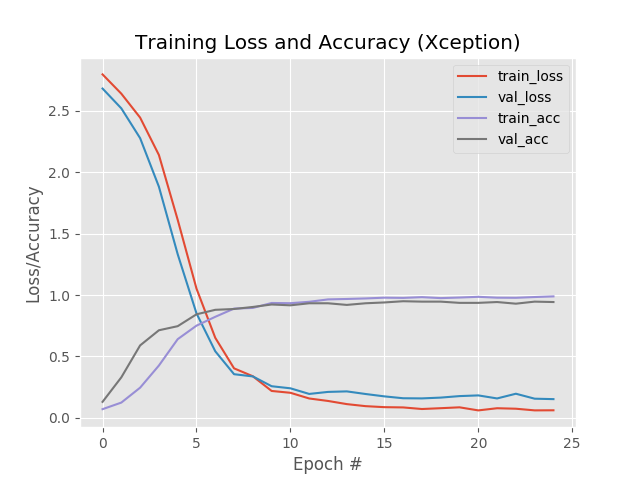 Training Loss and Accuracy (Xception)
train_loss
val_loss
train_acc
val_acc
Loss/Accuracy
2.5
2.0
1.5
1.0
0.5
0.0
0 5 10 15 20 25
Epoch #